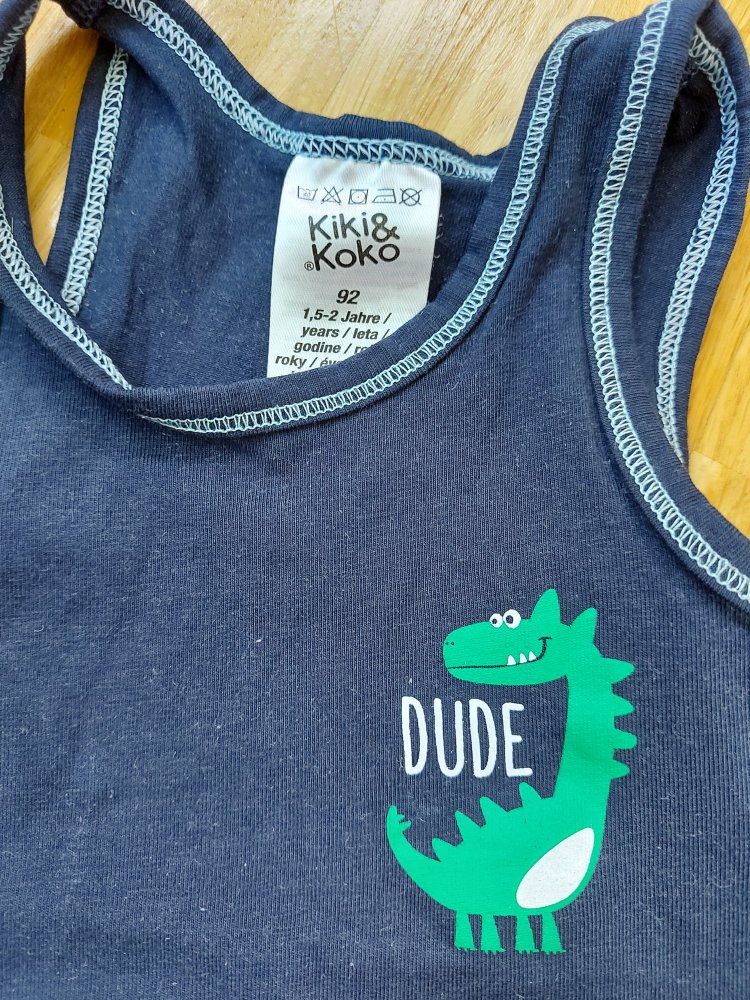 Kiki&
® Koko
92
1,5-2 Jahre /
years / leta /
godine /
roky /
DUDE